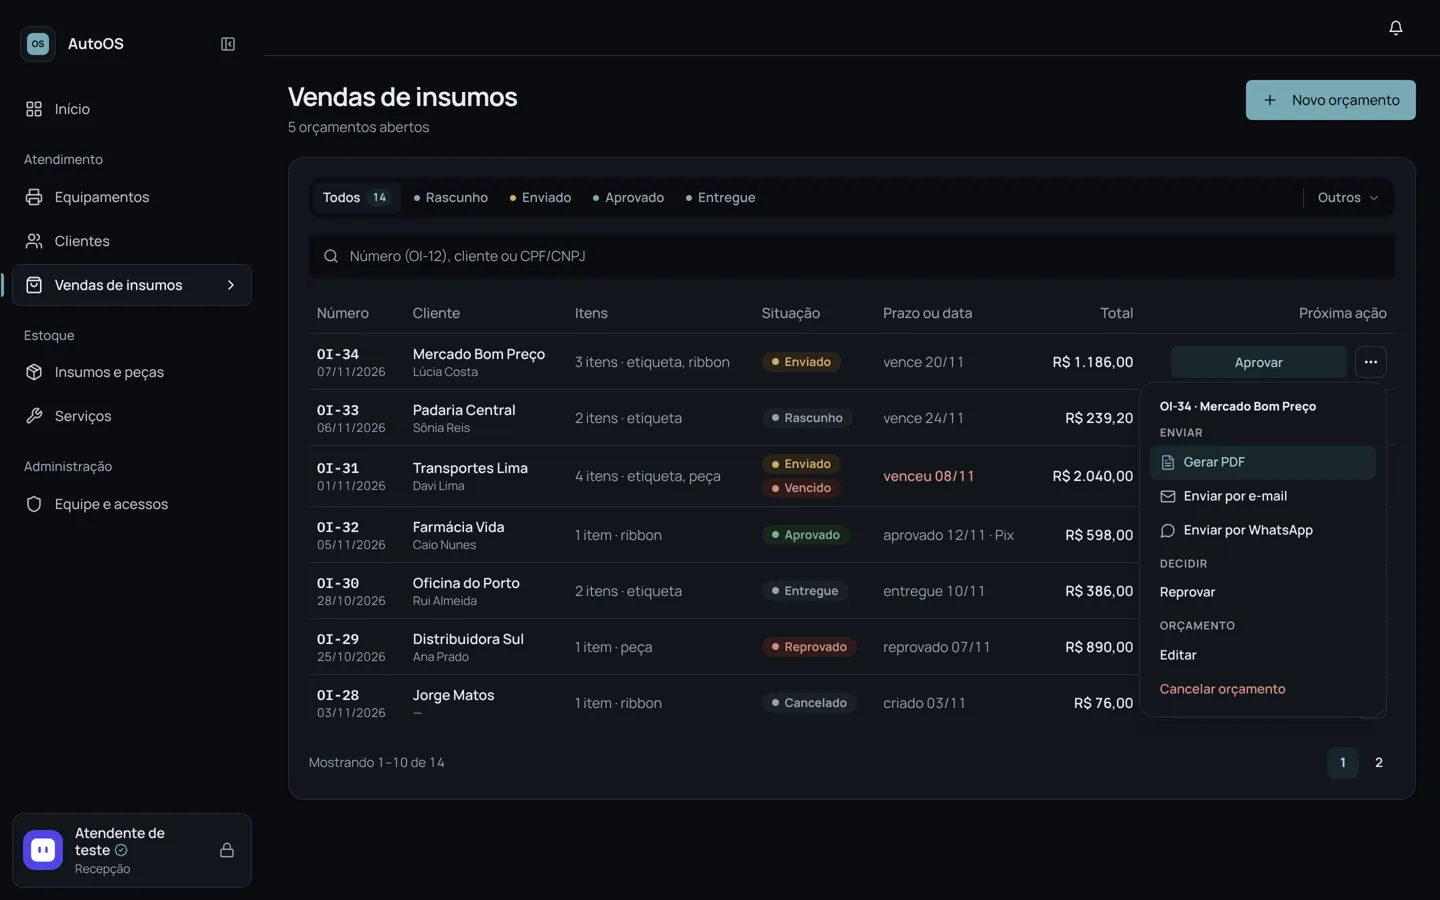 OS
AutoOS
Início
Atendimento
Equipamentos
Clientes
Vendas de insumos
Estoque
Insumos e peças
Serviços
Administração
Equipe e acessos
Atendente de
teste
Recepção
Vendas de insumos
5 orçamentos abertos
Novo orçamento
Todos 14 Rascunho Enviado Aprovado Entregue Outros
Número (OI-12), cliente ou CPF/CNPJ
Número Cliente Itens Situação Prazo ou data Total Próxima ação
OI-34 Mercado Bom Preço 3 itens · etiqueta, ribbon Enviado vence 20/11 R$ 1.186,00 Aprovar
07/11/2026 Lúcia Costa
OI-33 Padaria Central 2 itens · etiqueta Rascunho vence 24/11 R$ 239,20
06/11/2026 Sônia Reis
OI-31 Transportes Lima 4 itens · etiqueta, peça Enviado venceu 08/11 R$ 2.040,00
01/11/2026 Davi Lima Vencido
OI-32 Farmácia Vida 1 item · ribbon Aprovado aprovado 12/11 · Pix R$ 598,00
05/11/2026 Caio Nunes
OI-30 Oficina do Porto 2 itens · etiqueta Entregue entregue 10/11 R$ 386,00
28/10/2026 Rui Almeida
OI-29 Distribuidora Sul 1 item · peça Reprovado reprovado 07/11 R$ 890,00
25/10/2026 Ana Prado
OI-28 Jorge Matos 1 item · ribbon Cancelado criado 03/11 R$ 76,00
03/11/2026 —
OI-34 · Mercado Bom Preço
ENVIAR
Gerar PDF
Enviar por e-mail
Enviar por WhatsApp
DECIDIR
Reprovar
ORÇAMENTO
Editar
Cancelar orçamento
Mostrando 1–10 de 14 1 2